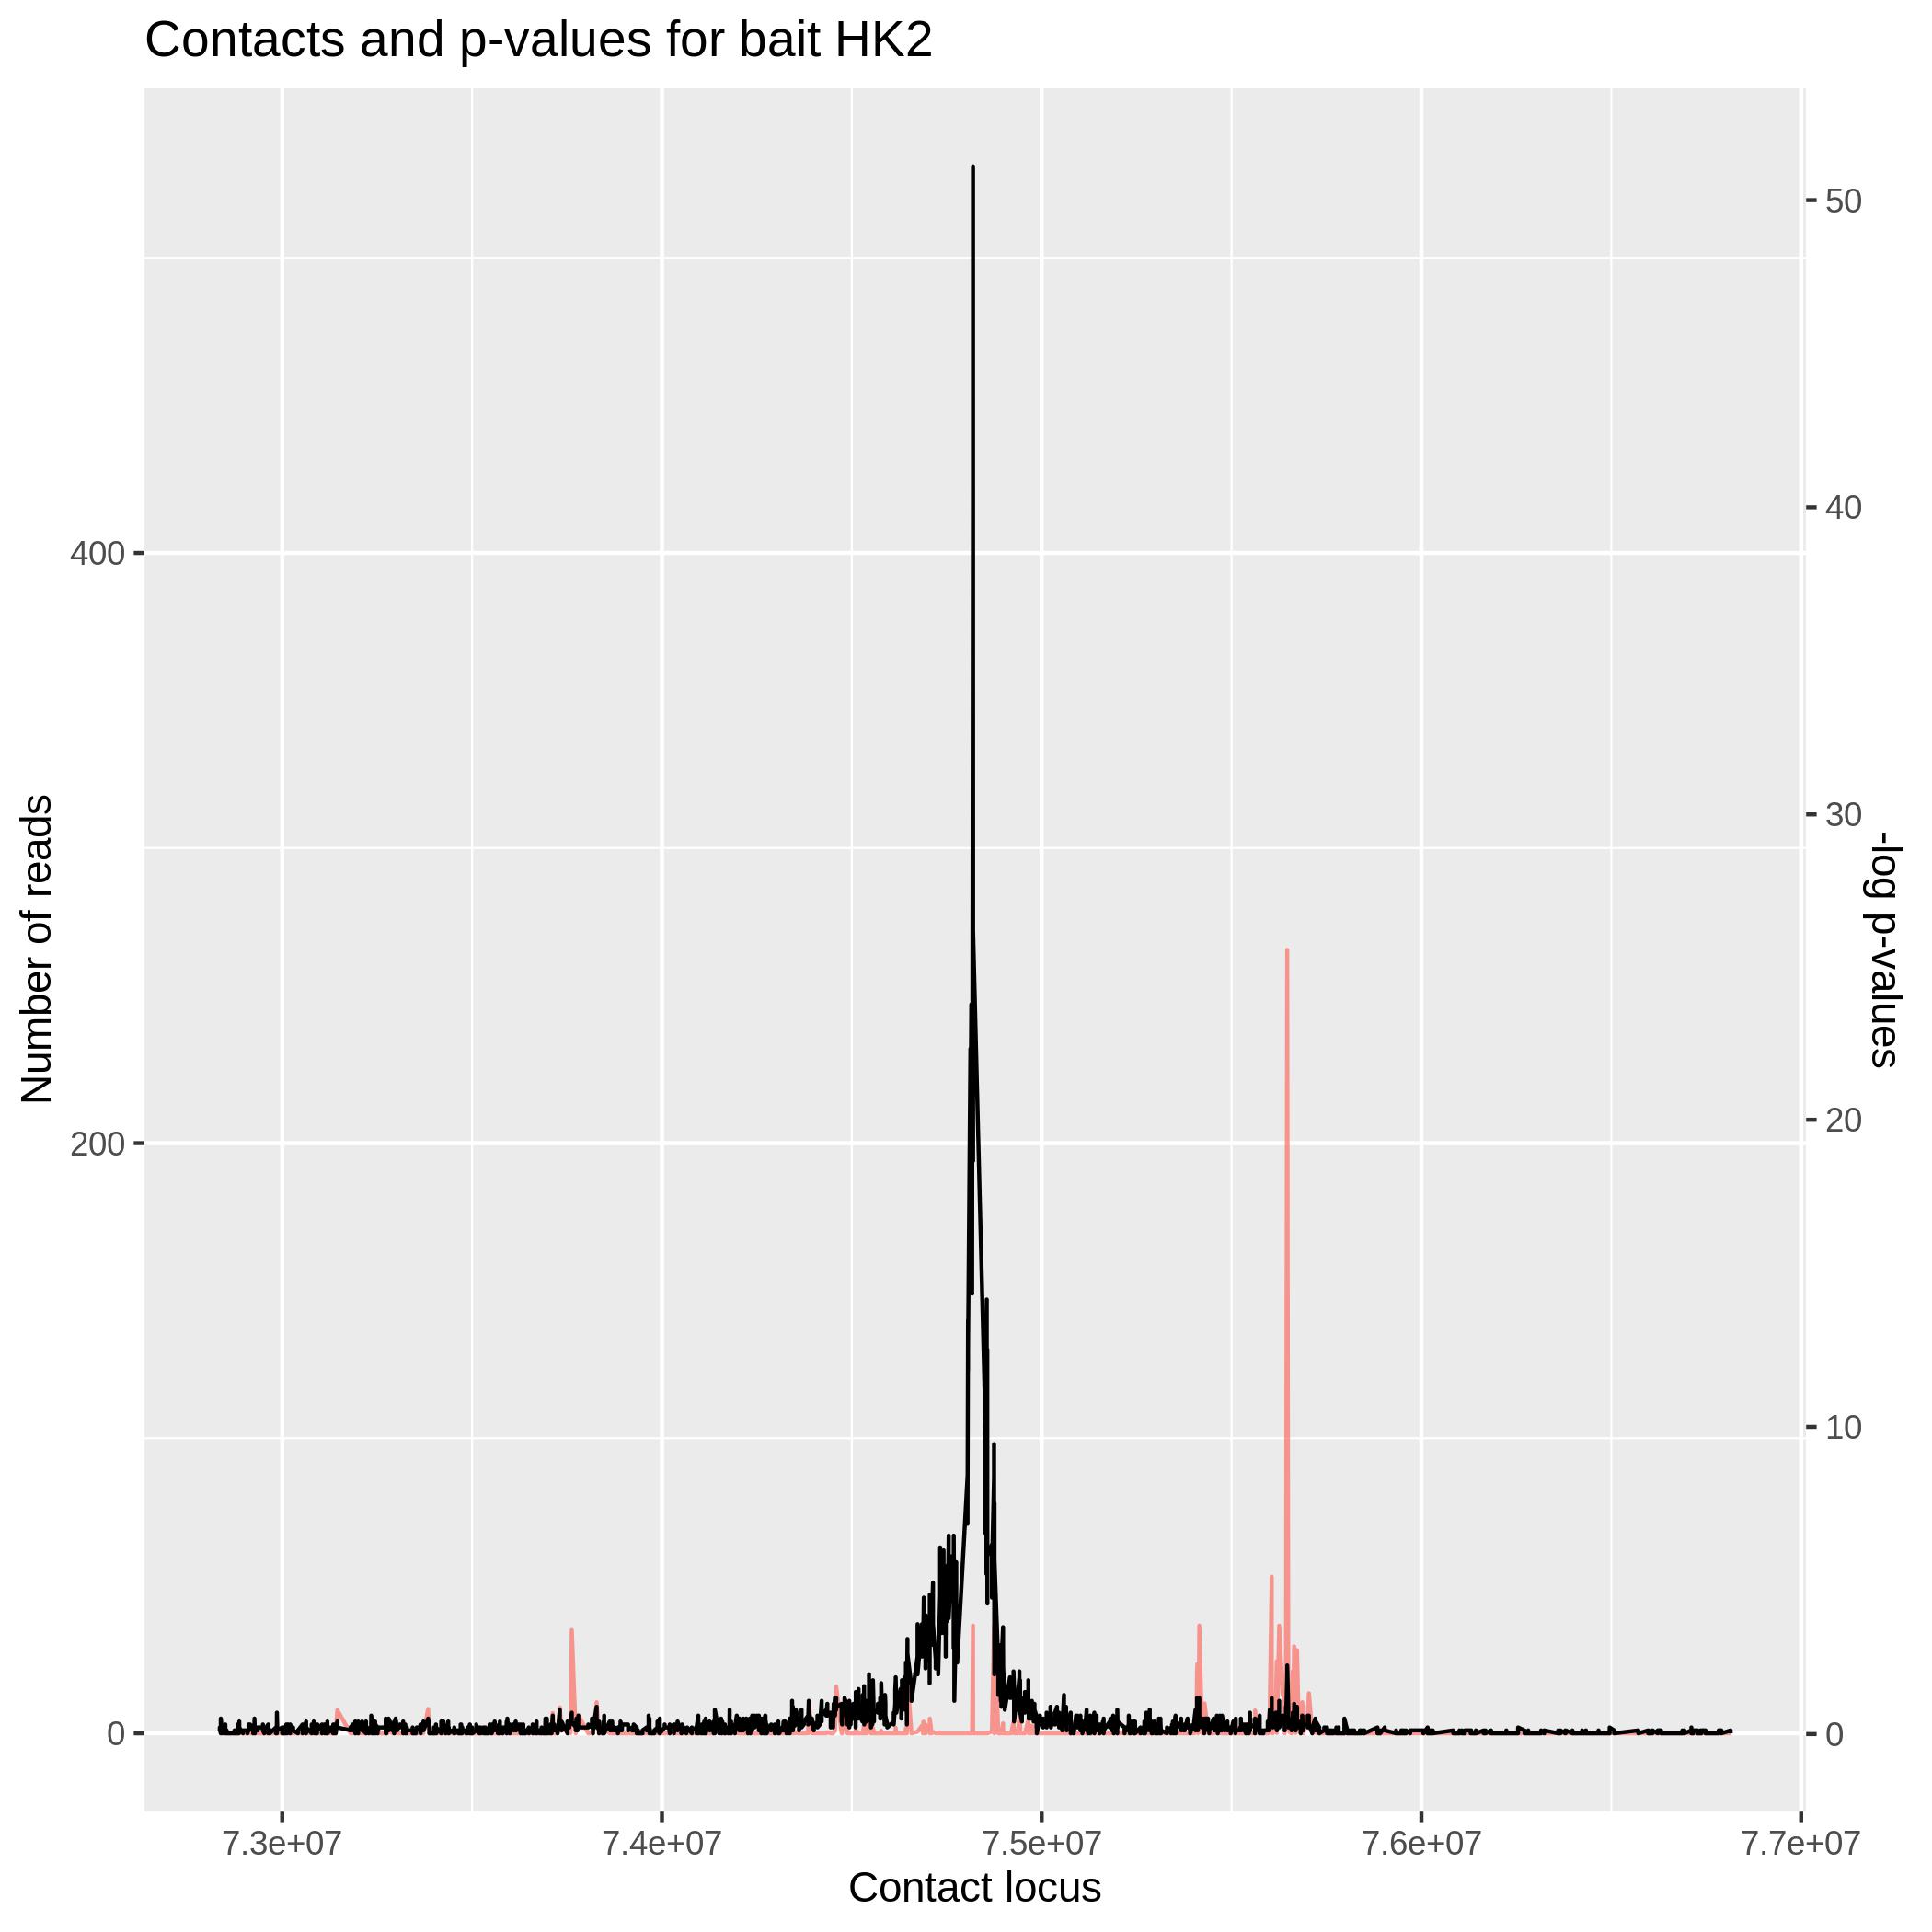 Contacts and p-values for bait HK2
Number of reads
400
200
0
50
40
30
20
10
0
-log p-values
7.3e+07
7.4e+07
7.5e+07
7.6e+07
7.7e+07
Contact locus